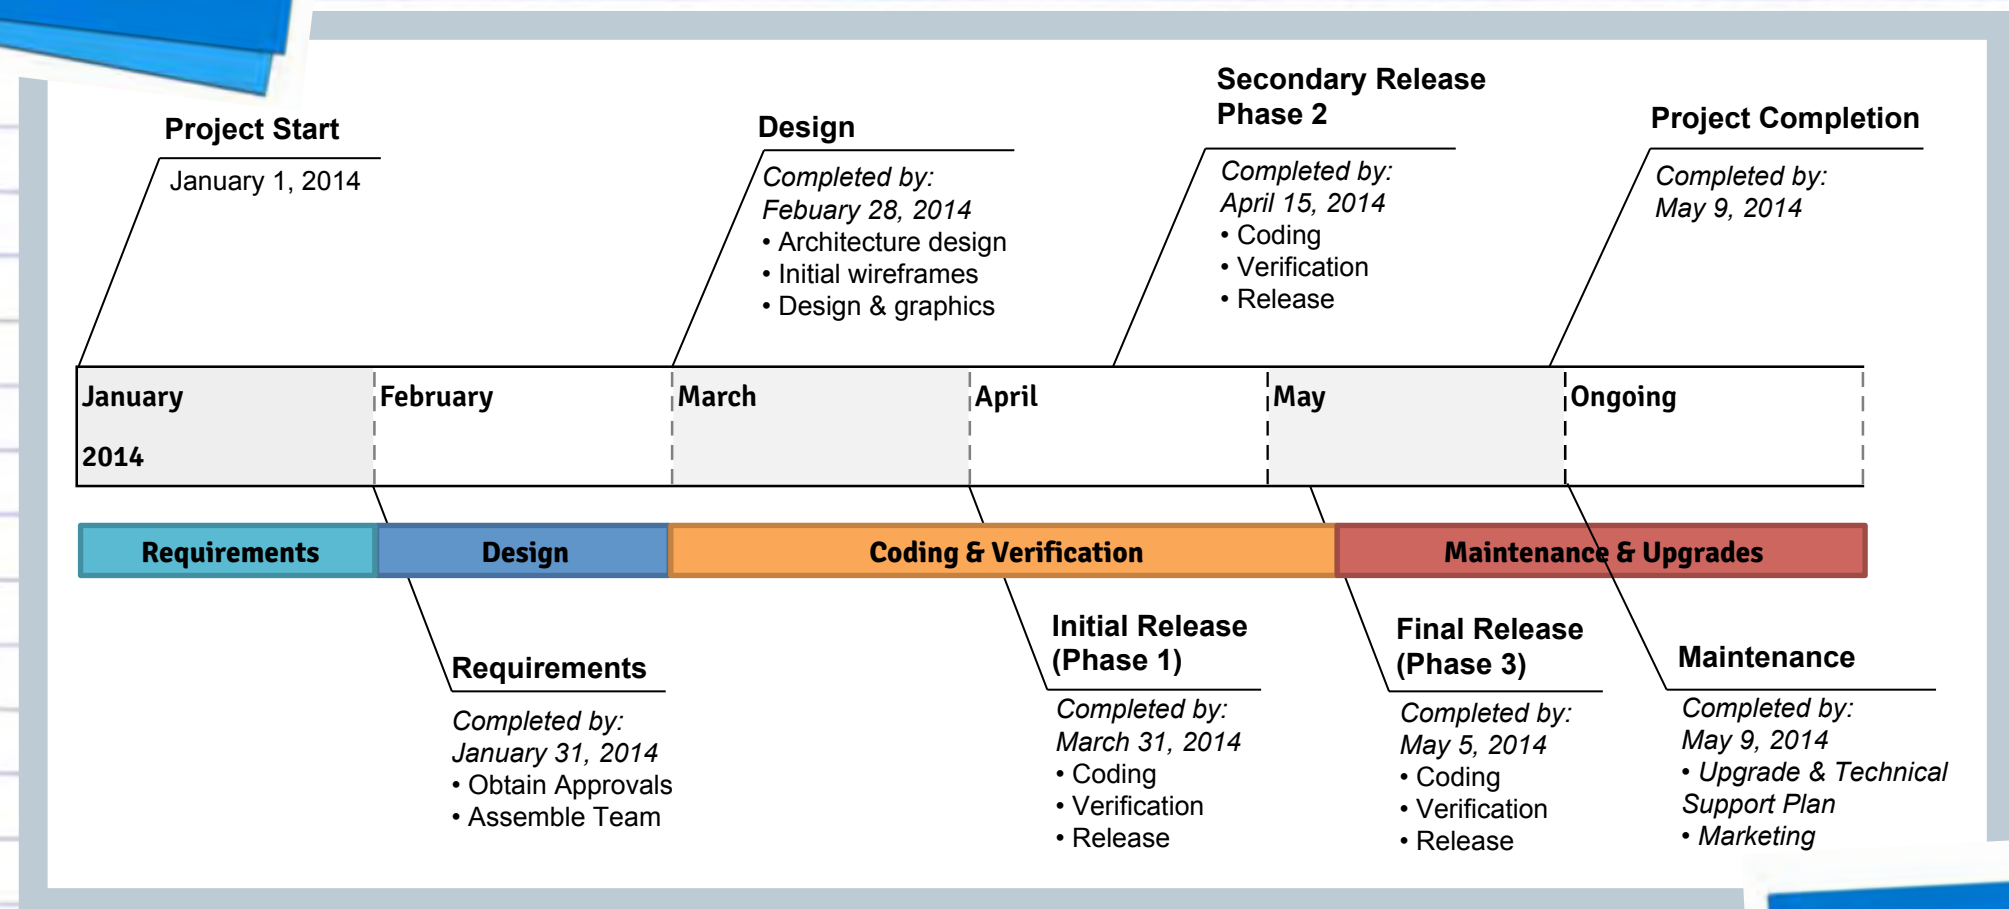 Project Start
January 1, 2014
Design
Completed by:
Febuary 28, 2014
• Architecture design
• Initial wireframes
• Design & graphics
Secondary Release
Phase 2
Completed by:
April 15, 2014
• Coding
• Verification
• Release
Project Completion
Completed by:
May 9, 2014
January
2014
February
March
April
May
Ongoing
Requirements
Design
Coding & Verification
Maintenance & Upgrades
Requirements
Completed by:
January 31, 2014
• Obtain Approvals
• Assemble Team
Initial Release
(Phase 1)
Completed by:
March 31, 2014
• Coding
• Verification
• Release
Final Release
(Phase 3)
Completed by:
May 5, 2014
• Coding
• Verification
• Release
Maintenance
Completed by:
May 9, 2014
• Upgrade & Technical
Support Plan
• Marketing